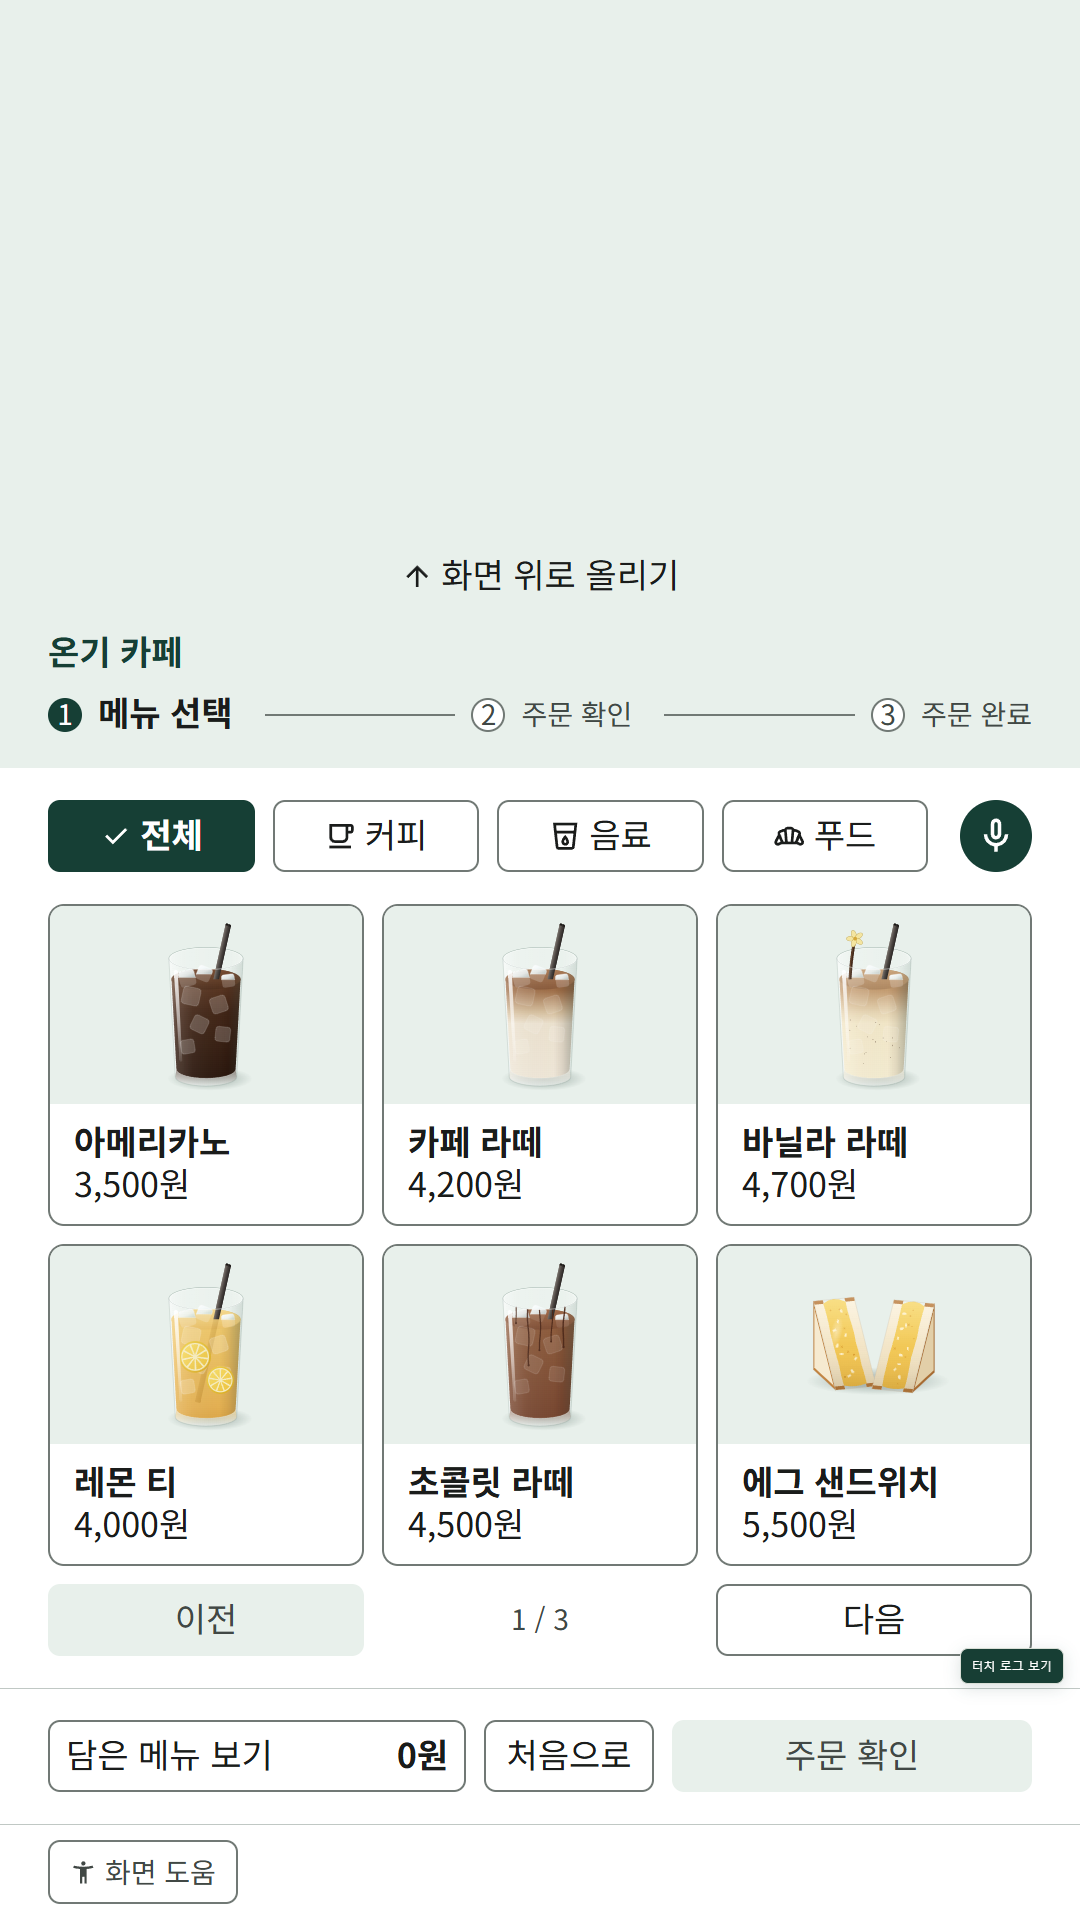 화면 위로 올리기
온기 카페
1 메뉴 선택 2 주문 확인 3 주문 완료
전체 커피 음료 푸드
아메리카노 카페 라떼 바닐라 라떼
3,500원 4,200원 4,700원
레몬 티 초콜릿 라떼 에그 샌드위치
4,000원 4,500원 5,500원
이전 1 / 3 다음
터치 로그 보기
담은 메뉴 보기 0원 처음으로 주문 확인
화면 도움